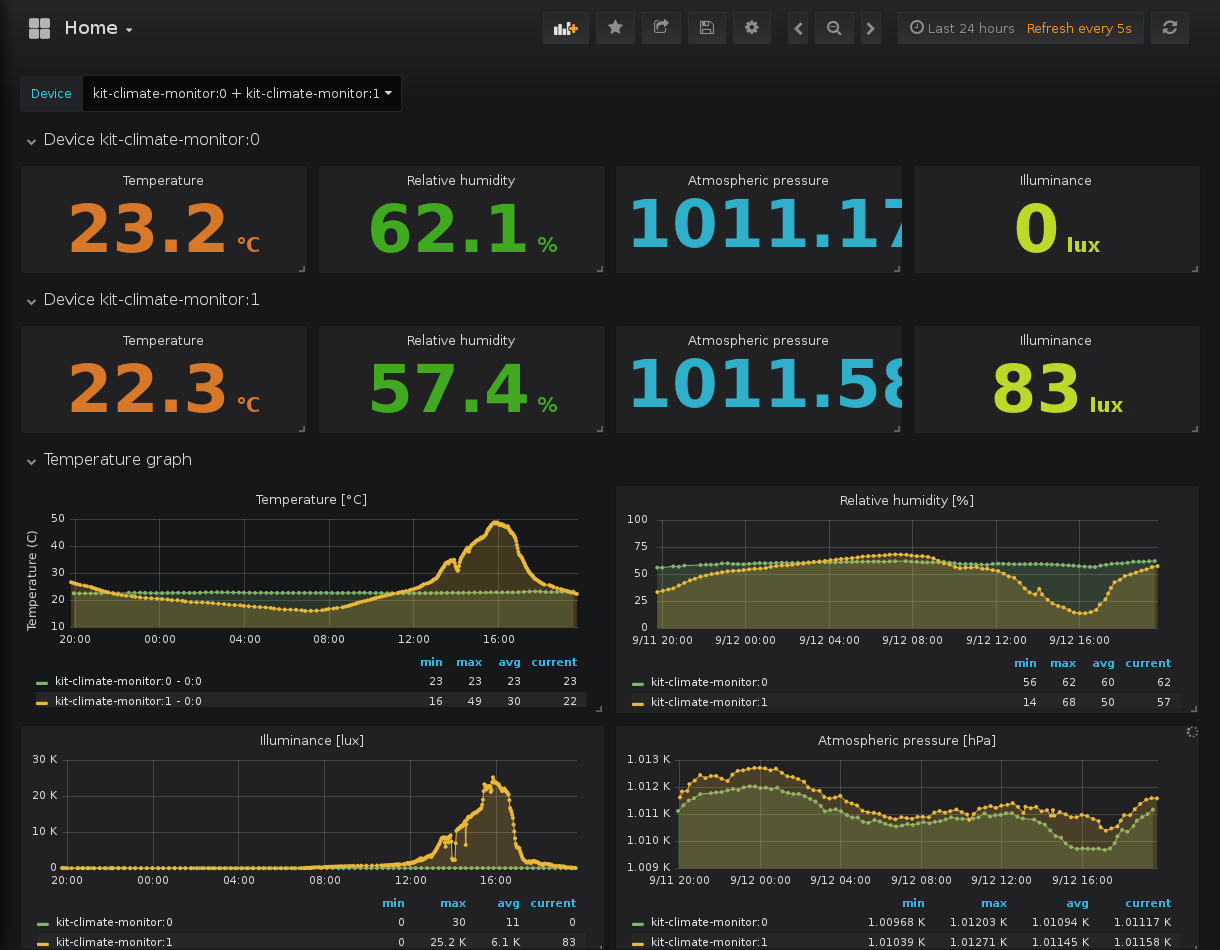 Home
Last 24 hours Refresh every 5s
Device kit-climate-monitor:0 + kit-climate-monitor:1
Device kit-climate-monitor:0
Temperature Relative humidity Atmospheric pressure Illuminance
23.2 °C 62.1 % 1011.17 0 lux
Device kit-climate-monitor:1
Temperature Relative humidity Atmospheric pressure Illuminance
22.3 °C 57.4 % 1011.58 83 lux
Temperature graph
Temperature [°C]
Temperature (C)
50
40
30
20
10
20:00 00:00 04:00 08:00 12:00 16:00
min max avg current
kit-climate-monitor:0 - 0:0 23 23 23 23
kit-climate-monitor:1 - 0:0 16 49 30 22
Relative humidity [%]
100
75
50
25
0
9/11 20:00 9/12 00:00 9/12 04:00 9/12 08:00 9/12 12:00 9/12 16:00
min max avg current
kit-climate-monitor:0 56 62 60 62
kit-climate-monitor:1 14 68 50 57
Illuminance [lux]
30 K
20 K
10 K
0
20:00 00:00 04:00 08:00 12:00 16:00
min max avg current
kit-climate-monitor:0 0 30 11 0
kit-climate-monitor:1 0 25.2 K 6.1 K 83
Atmospheric pressure [hPa]
1.013 K
1.012 K
1.011 K
1.010 K
1.009 K
9/11 20:00 9/12 00:00 9/12 04:00 9/12 08:00 9/12 12:00 9/12 16:00
min max avg current
kit-climate-monitor:0 1.00968 K 1.01203 K 1.01094 K 1.01117 K
kit-climate-monitor:1 1.01039 K 1.01271 K 1.01145 K 1.01158 K